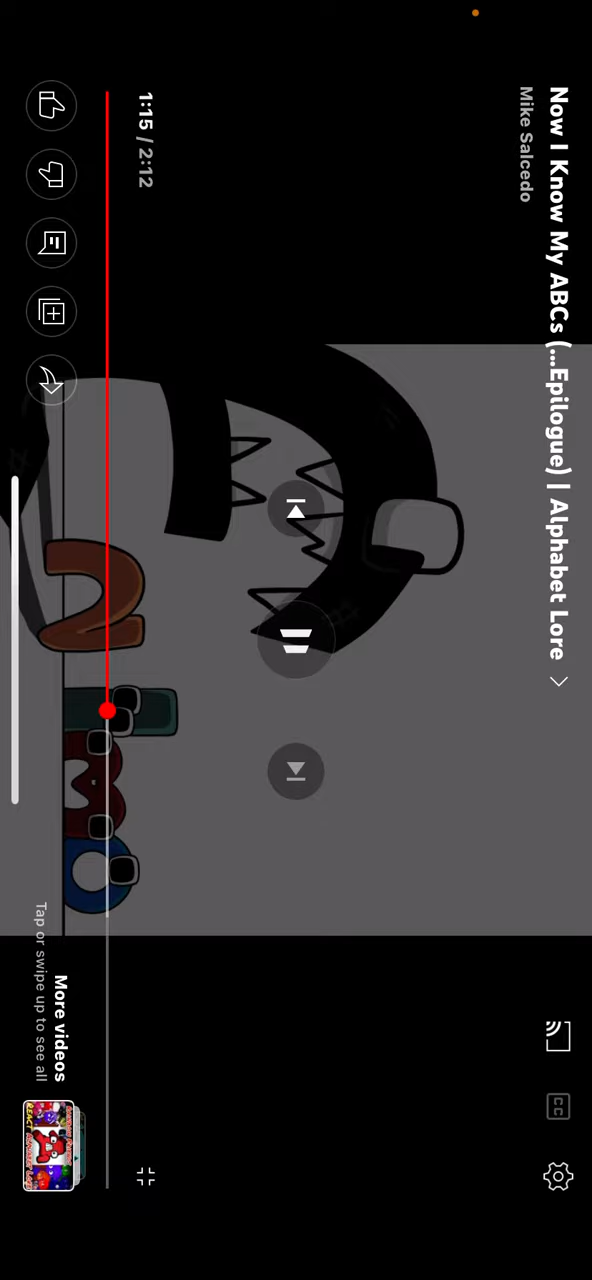 Now I Know My ABCs (...Epilogue) | Alphabet Lore
Mike Salcedo
CC
1:15 / 2:12
More videos
Tap or swipe up to see all